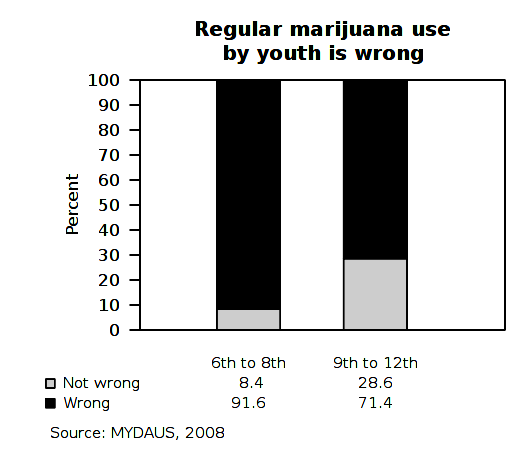 Regular marijuana use
by youth is wrong
100
90
80
70
60
50
40
30
20
10
0
Percent
6th to 8th 9th to 12th
Not wrong 8.4 28.6
Wrong 91.6 71.4
Source: MYDAUS, 2008